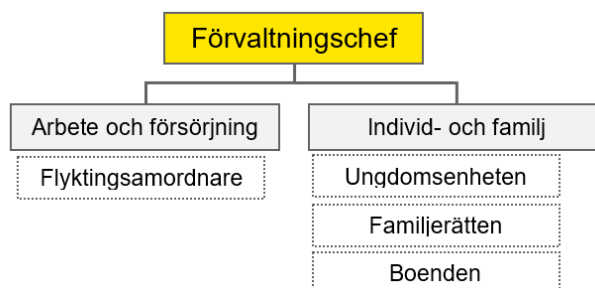 Förvaltningschef
Arbete och försörjning
Individ- och familj
Flyktingsamordnare
Ungdomsenheten
Familjerätten
Boenden